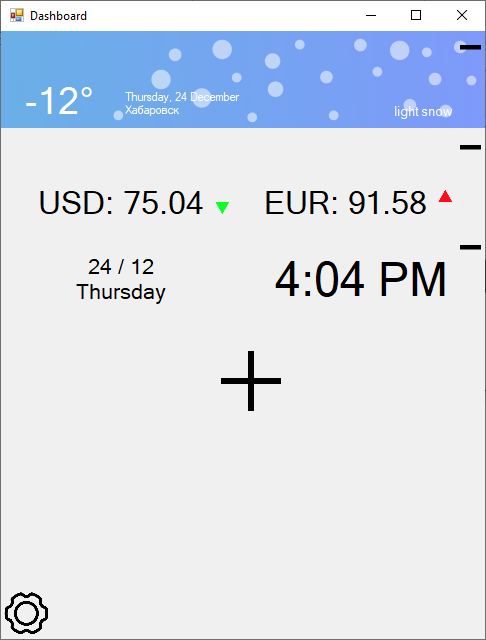 Dashboard
-12°
Thursday, 24 December
Хабаровск
light snow
USD: 75.04
EUR: 91.58
24 / 12
Thursday
4:04 PM